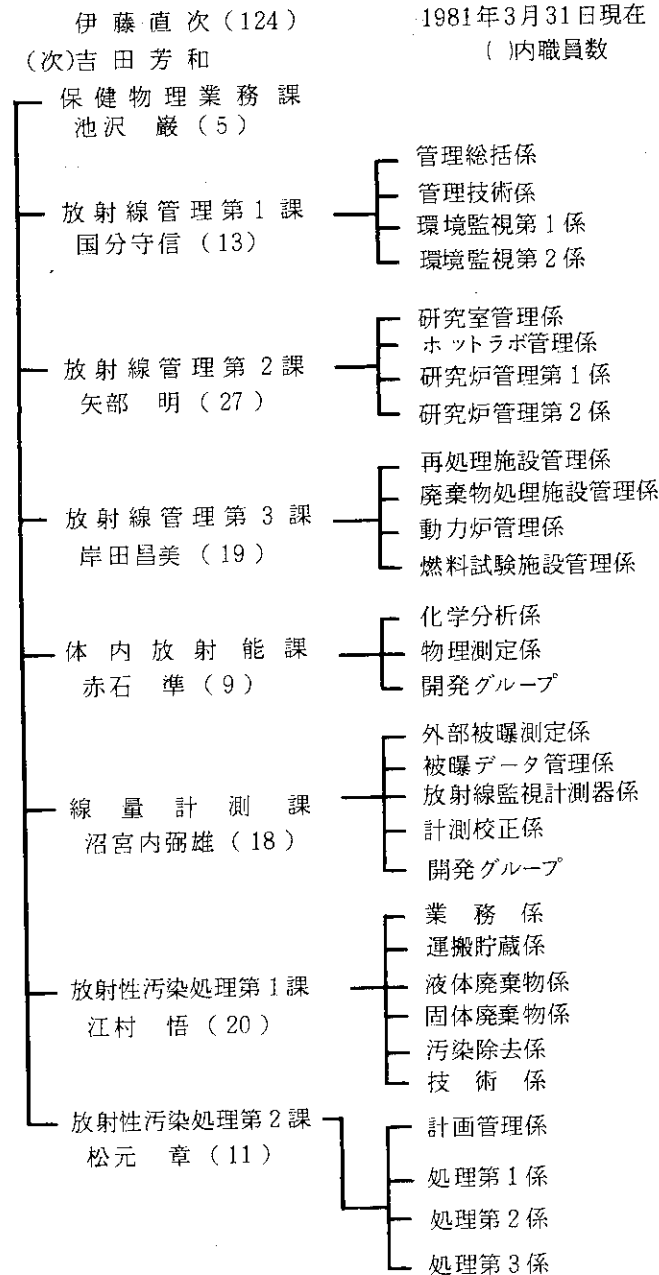 伊藤直次(124)
1981年3月31日現在
( )内職員数
(次)吉田芳和
保健物理業務課
池沢 巌(5)
放射線管理第1課
国分守信(13)
管理総括係
管理技術係
環境監視第1係
環境監視第2係
放射線管理第2課
矢部 明(27)
研究室管理係
ホットラボ管理係
研究炉管理第1係
研究炉管理第2係
放射線管理第3課
岸田昌美(19)
再処理施設管理係
廃棄物処理施設管理係
動力炉管理係
燃料試験施設管理係
体内放射能課
赤石 準(9)
化学分析係
物理測定係
開発グループ
線量計測課
沼宮内弼雄(18)
外部被曝測定係
被曝データ管理係
放射線監視計測器係
計測校正係
開発グループ
放射性汚染処理第1課
江村 悟(20)
業務係
運搬貯蔵係
液体廃棄物係
固体廃棄物係
汚染除去係
技術係
放射性汚染処理第2課
松元 章(11)
計画管理係
処理第1係
処理第2係
処理第3係